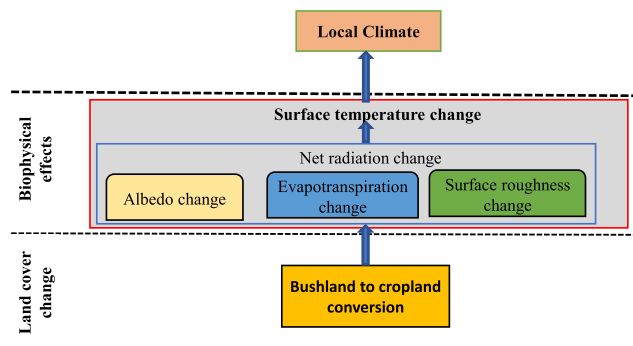 Local Climate
Surface temperature change
Biophysical
effects
Net radiation change
Albedo change
Evapotranspiration
change
Surface roughness
change
Land cover
change
Bushland to cropland
conversion